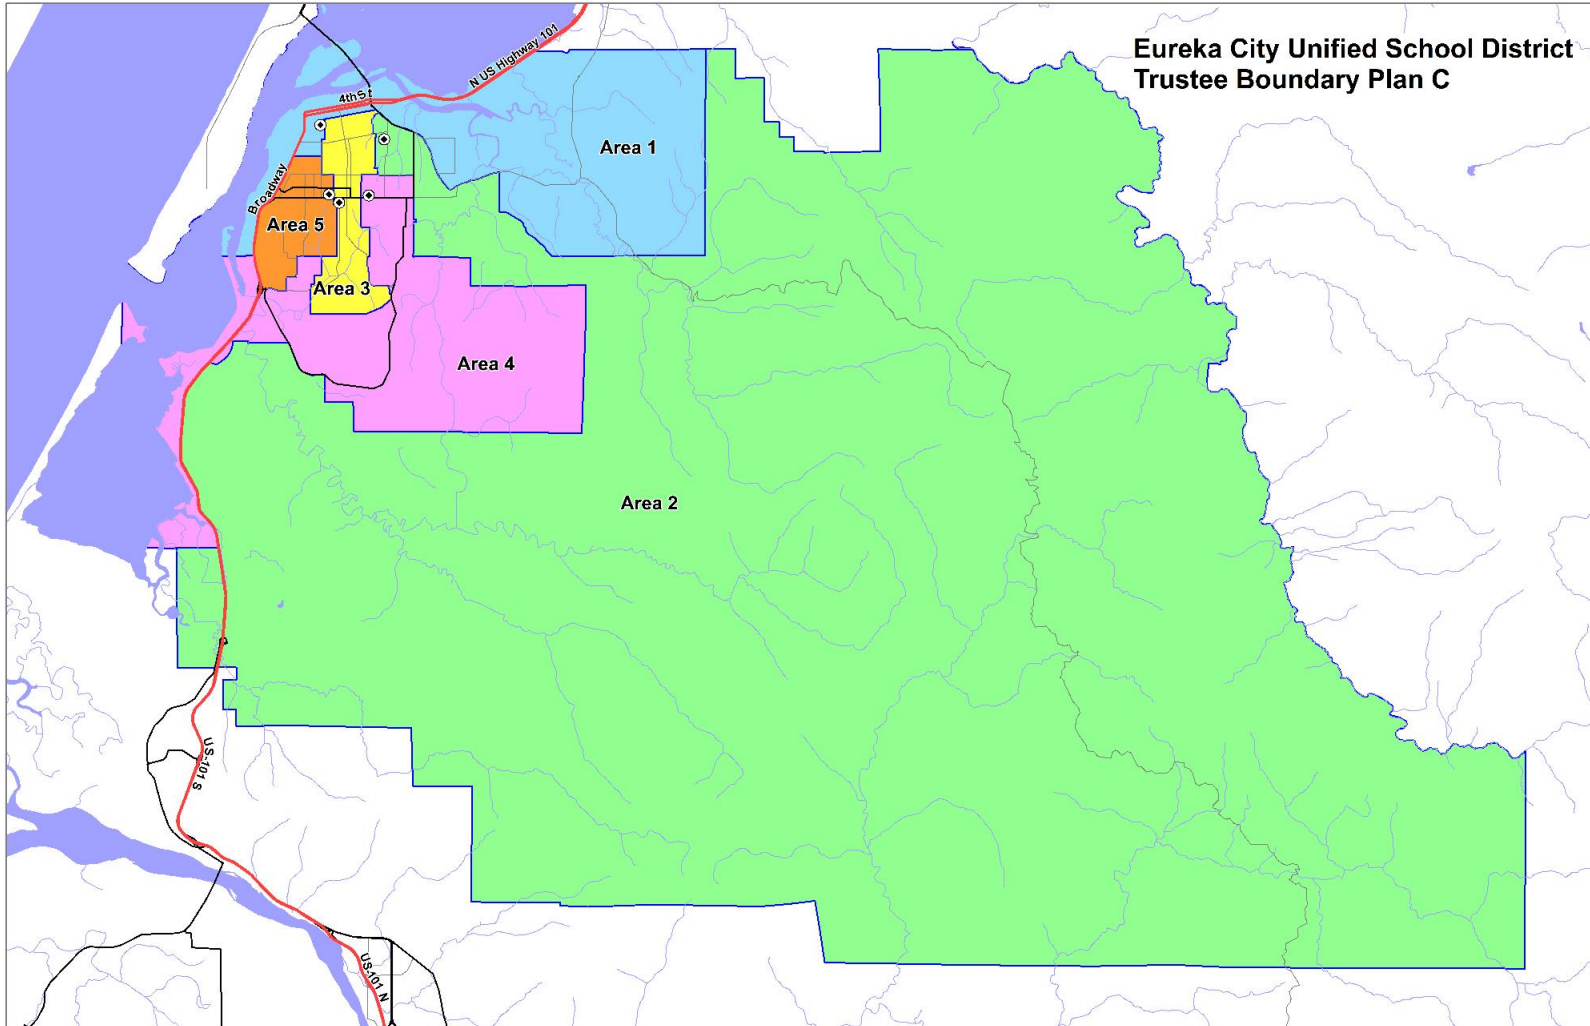 Eureka City Unified School District
Trustee Boundary Plan C
N US Highway 101
4th St
Area 1
Broadway
Area 5
Area 3
Area 4
Area 2
US-101 S
US-101 N